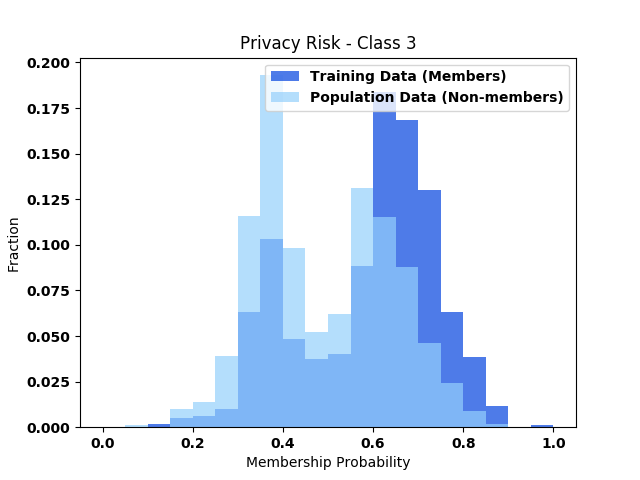 Privacy Risk - Class 3
Training Data (Members)
Population Data (Non-members)
0.200
0.175
0.150
0.125
0.100
0.075
0.050
0.025
0.000
Fraction
0.0 0.2 0.4 0.6 0.8 1.0
Membership Probability